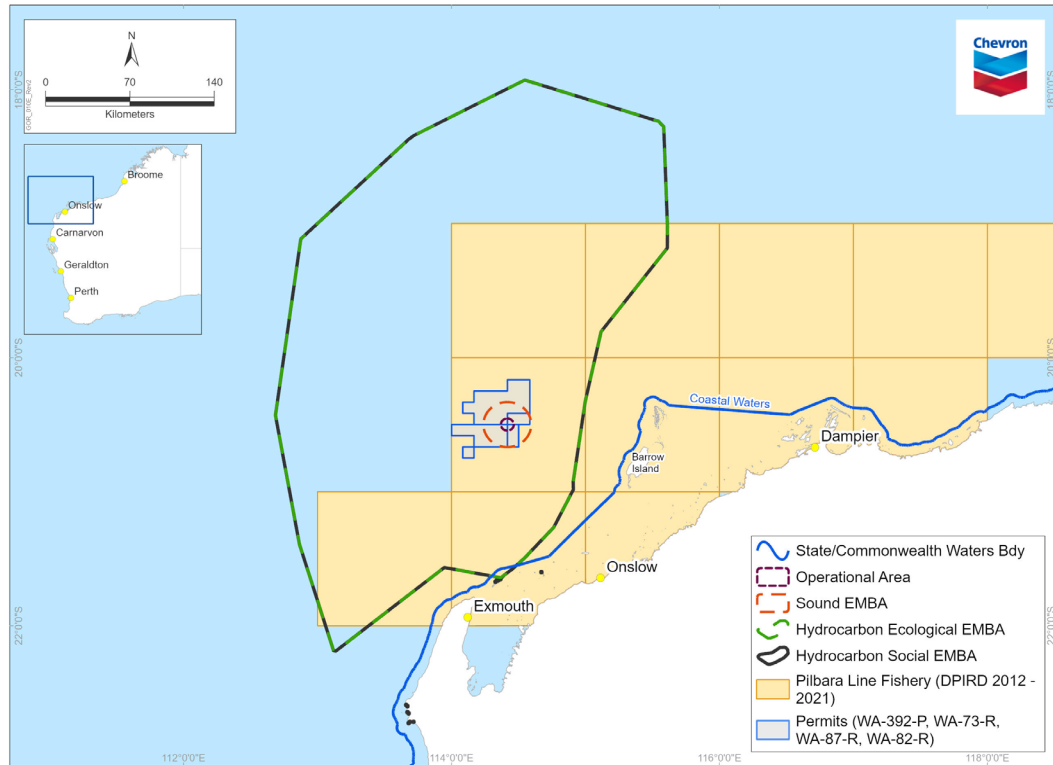 N
0 70 140
Kilometers
GOR_010E_Rev2
Chevron
18°0'0"S
18°0'0"S
Broome
Onslow
Carnarvon
Geraldton
Perth
20°0'0"S
20°0'0"S
Coastal Waters
Dampier
Barrow
Island
Onslow
Exmouth
22°0'0"S
22°0'0"S
State/Commonwealth Waters Bdy
Operational Area
Sound EMBA
Hydrocarbon Ecological EMBA
Hydrocarbon Social EMBA
Pilbara Line Fishery (DPIRD 2012 -
2021)
Permits (WA-392-P, WA-73-R,
WA-87-R, WA-82-R)
112°0'0"E 114°0'0"E 116°0'0"E 118°0'0"E